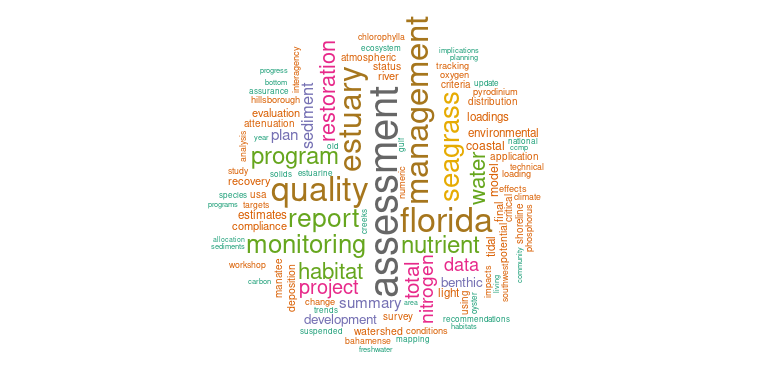 management
chlorophylla
ecosystem
implications
planning
atmospheric
status
river
tracking
oxygen
criteria
update
pyrodinium
distribution
progress
bottom
assurance
hillsborough
interagency
restoration
estuary
assessment
seagrass
loadings
evaluation
attenuation
sediment
year
plan
old
gulf
environmental
national
ccmp
coastal
analysis
program
water
application
technical
loading
model
study
recovery
solids
estuarine
quality
numeric
effects
climate
species
usa
programs
targets
estimates
compliance
report
creeks
florida
final
critical
shoreline
phosphorus
allocation
sediments
monitoring
nutrient
tidal
potential
workshop
habitat
total
nitrogen
data
community
southwest
carbon
manatee
deposition
project
benthic
impacts
living
change
trends
summary
area
light
using
oyster
development
survey
recommendations
habitats
suspended
watershed
conditions
bahamense
mapping
freshwater